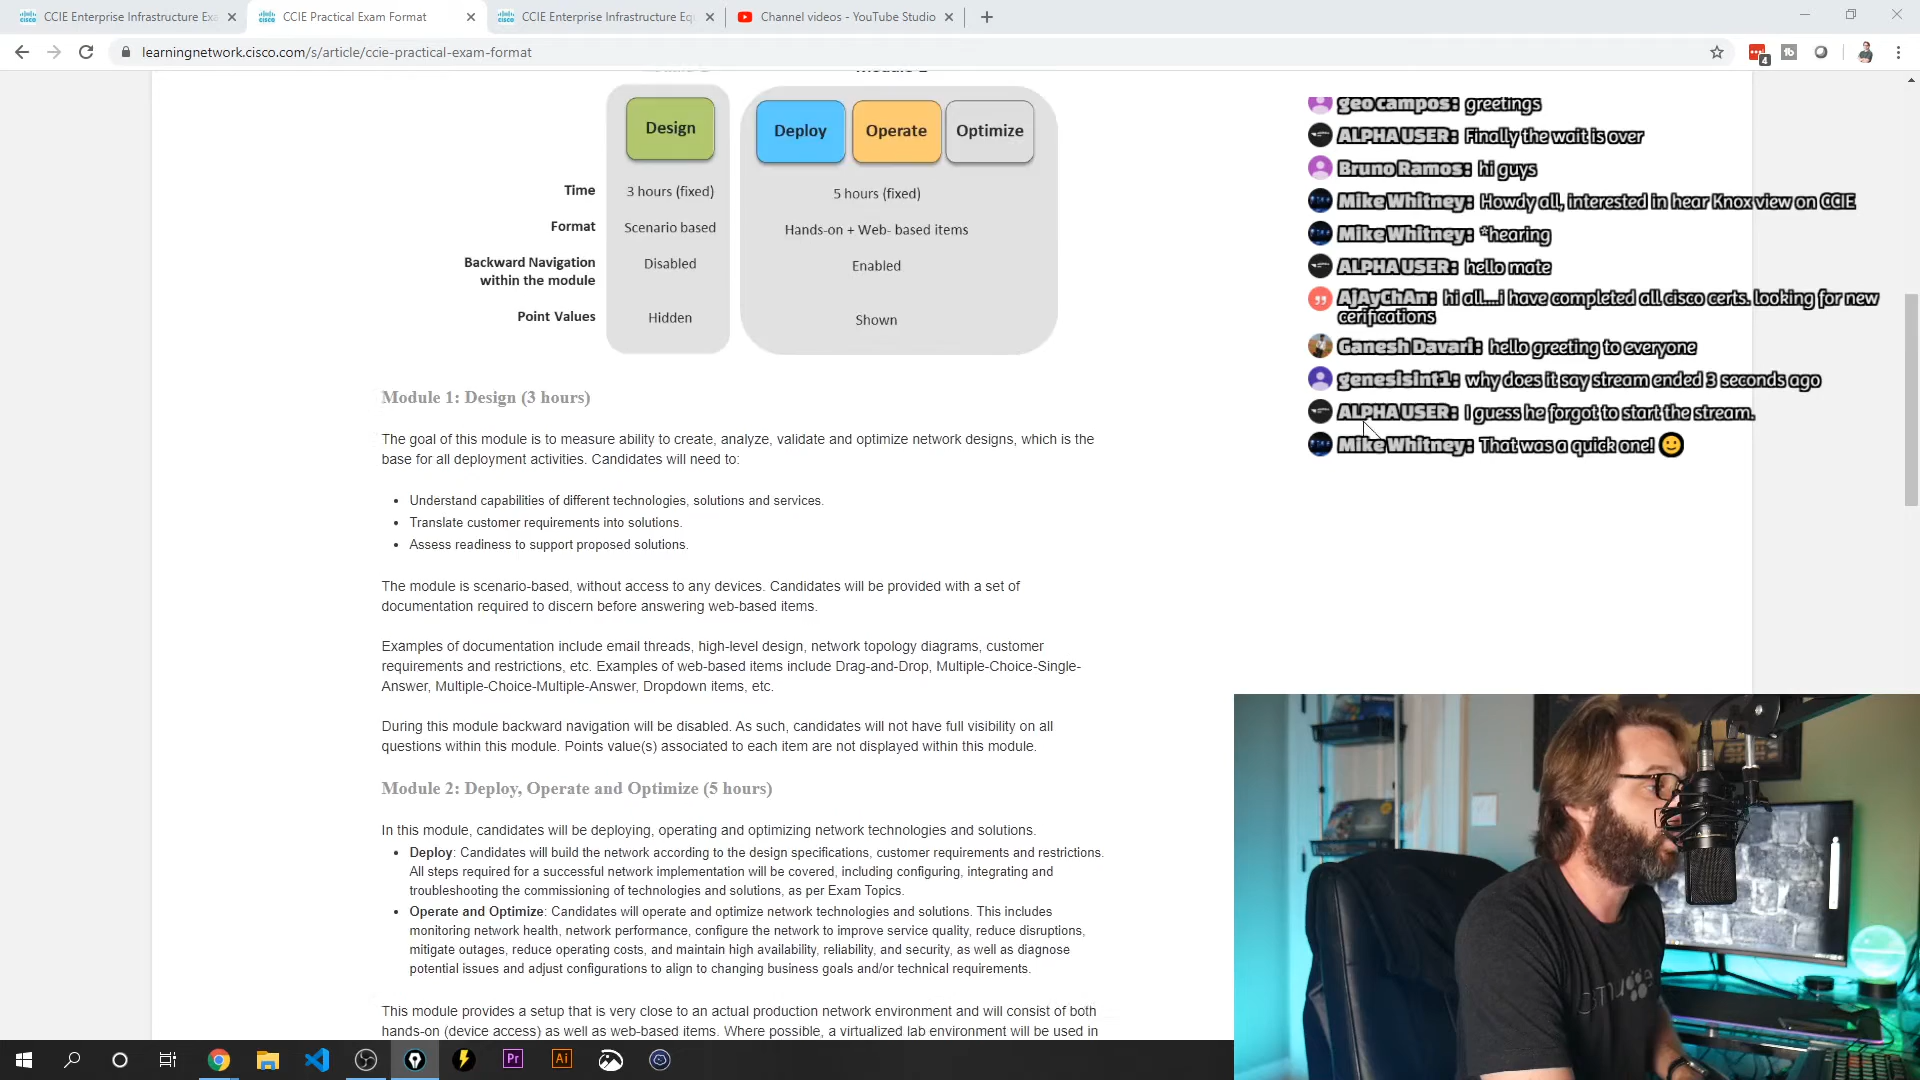 CCIE Enterprise Infrastructure Exa
CCIE Practical Exam Format
CCIE Enterprise Infrastructure Equ
Channel videos - YouTube Studio
learningnetwork.cisco.com/s/article/ccie-practical-exam-format
4
Design
Deploy
Operate
Optimize
Time
3 hours (fixed)
5 hours (fixed)
Format
Scenario based
Hands-on + Web- based items
Backward Navigation
within the module
Disabled
Enabled
Point Values
Hidden
Shown
Module 1: Design (3 hours)
The goal of this module is to measure ability to create, analyze, validate and optimize network designs, which is the
base for all deployment activities. Candidates will need to:
• Understand capabilities of different technologies, solutions and services.
• Translate customer requirements into solutions.
• Assess readiness to support proposed solutions.
The module is scenario-based, without access to any devices. Candidates will be provided with a set of
documentation required to discern before answering web-based items.
Examples of documentation include email threads, high-level design, network topology diagrams, customer
requirements and restrictions, etc. Examples of web-based items include Drag-and-Drop, Multiple-Choice-Single-
Answer, Multiple-Choice-Multiple-Answer, Dropdown items, etc.
During this module backward navigation will be disabled. As such, candidates will not have full visibility on all
questions within this module. Points value(s) associated to each item are not displayed within this module.
Module 2: Deploy, Operate and Optimize (5 hours)
In this module, candidates will be deploying, operating and optimizing network technologies and solutions.
• Deploy: Candidates will build the network according to the design specifications, customer requirements and restrictions.
All steps required for a successful network implementation will be covered, including configuring, integrating and
troubleshooting the commissioning of technologies and solutions, as per Exam Topics.
• Operate and Optimize: Candidates will operate and optimize network technologies and solutions. This includes
monitoring network health, network performance, configure the network to improve service quality, reduce disruptions,
mitigate outages, reduce operating costs, and maintain high availability, reliability, and security, as well as diagnose
potential issues and adjust configurations to align to changing business goals and/or technical requirements.
This module provides a setup that is very close to an actual production network environment and will consist of both
hands-on (device access) as well as web-based items. Where possible, a virtualized lab environment will be used in
geo campos: greetings
ALPHA USER: Finally the wait is over
Bruno Ramos: hi guys
Mike Whitney: Howdy all, interested in hear Knox view on CCIE
Mike Whitney: *hearing
ALPHA USER: hello mate
AjAyChAn: hi all....i have completed all cisco certs. looking for new
cerifications
Ganesh Davari: hello greeting to everyone
genesisint1: why does it say stream ended 3 seconds ago
ALPHA USER: I guess he forgot to start the stream.
Mike Whitney: That was a quick one!
Pr
Ai